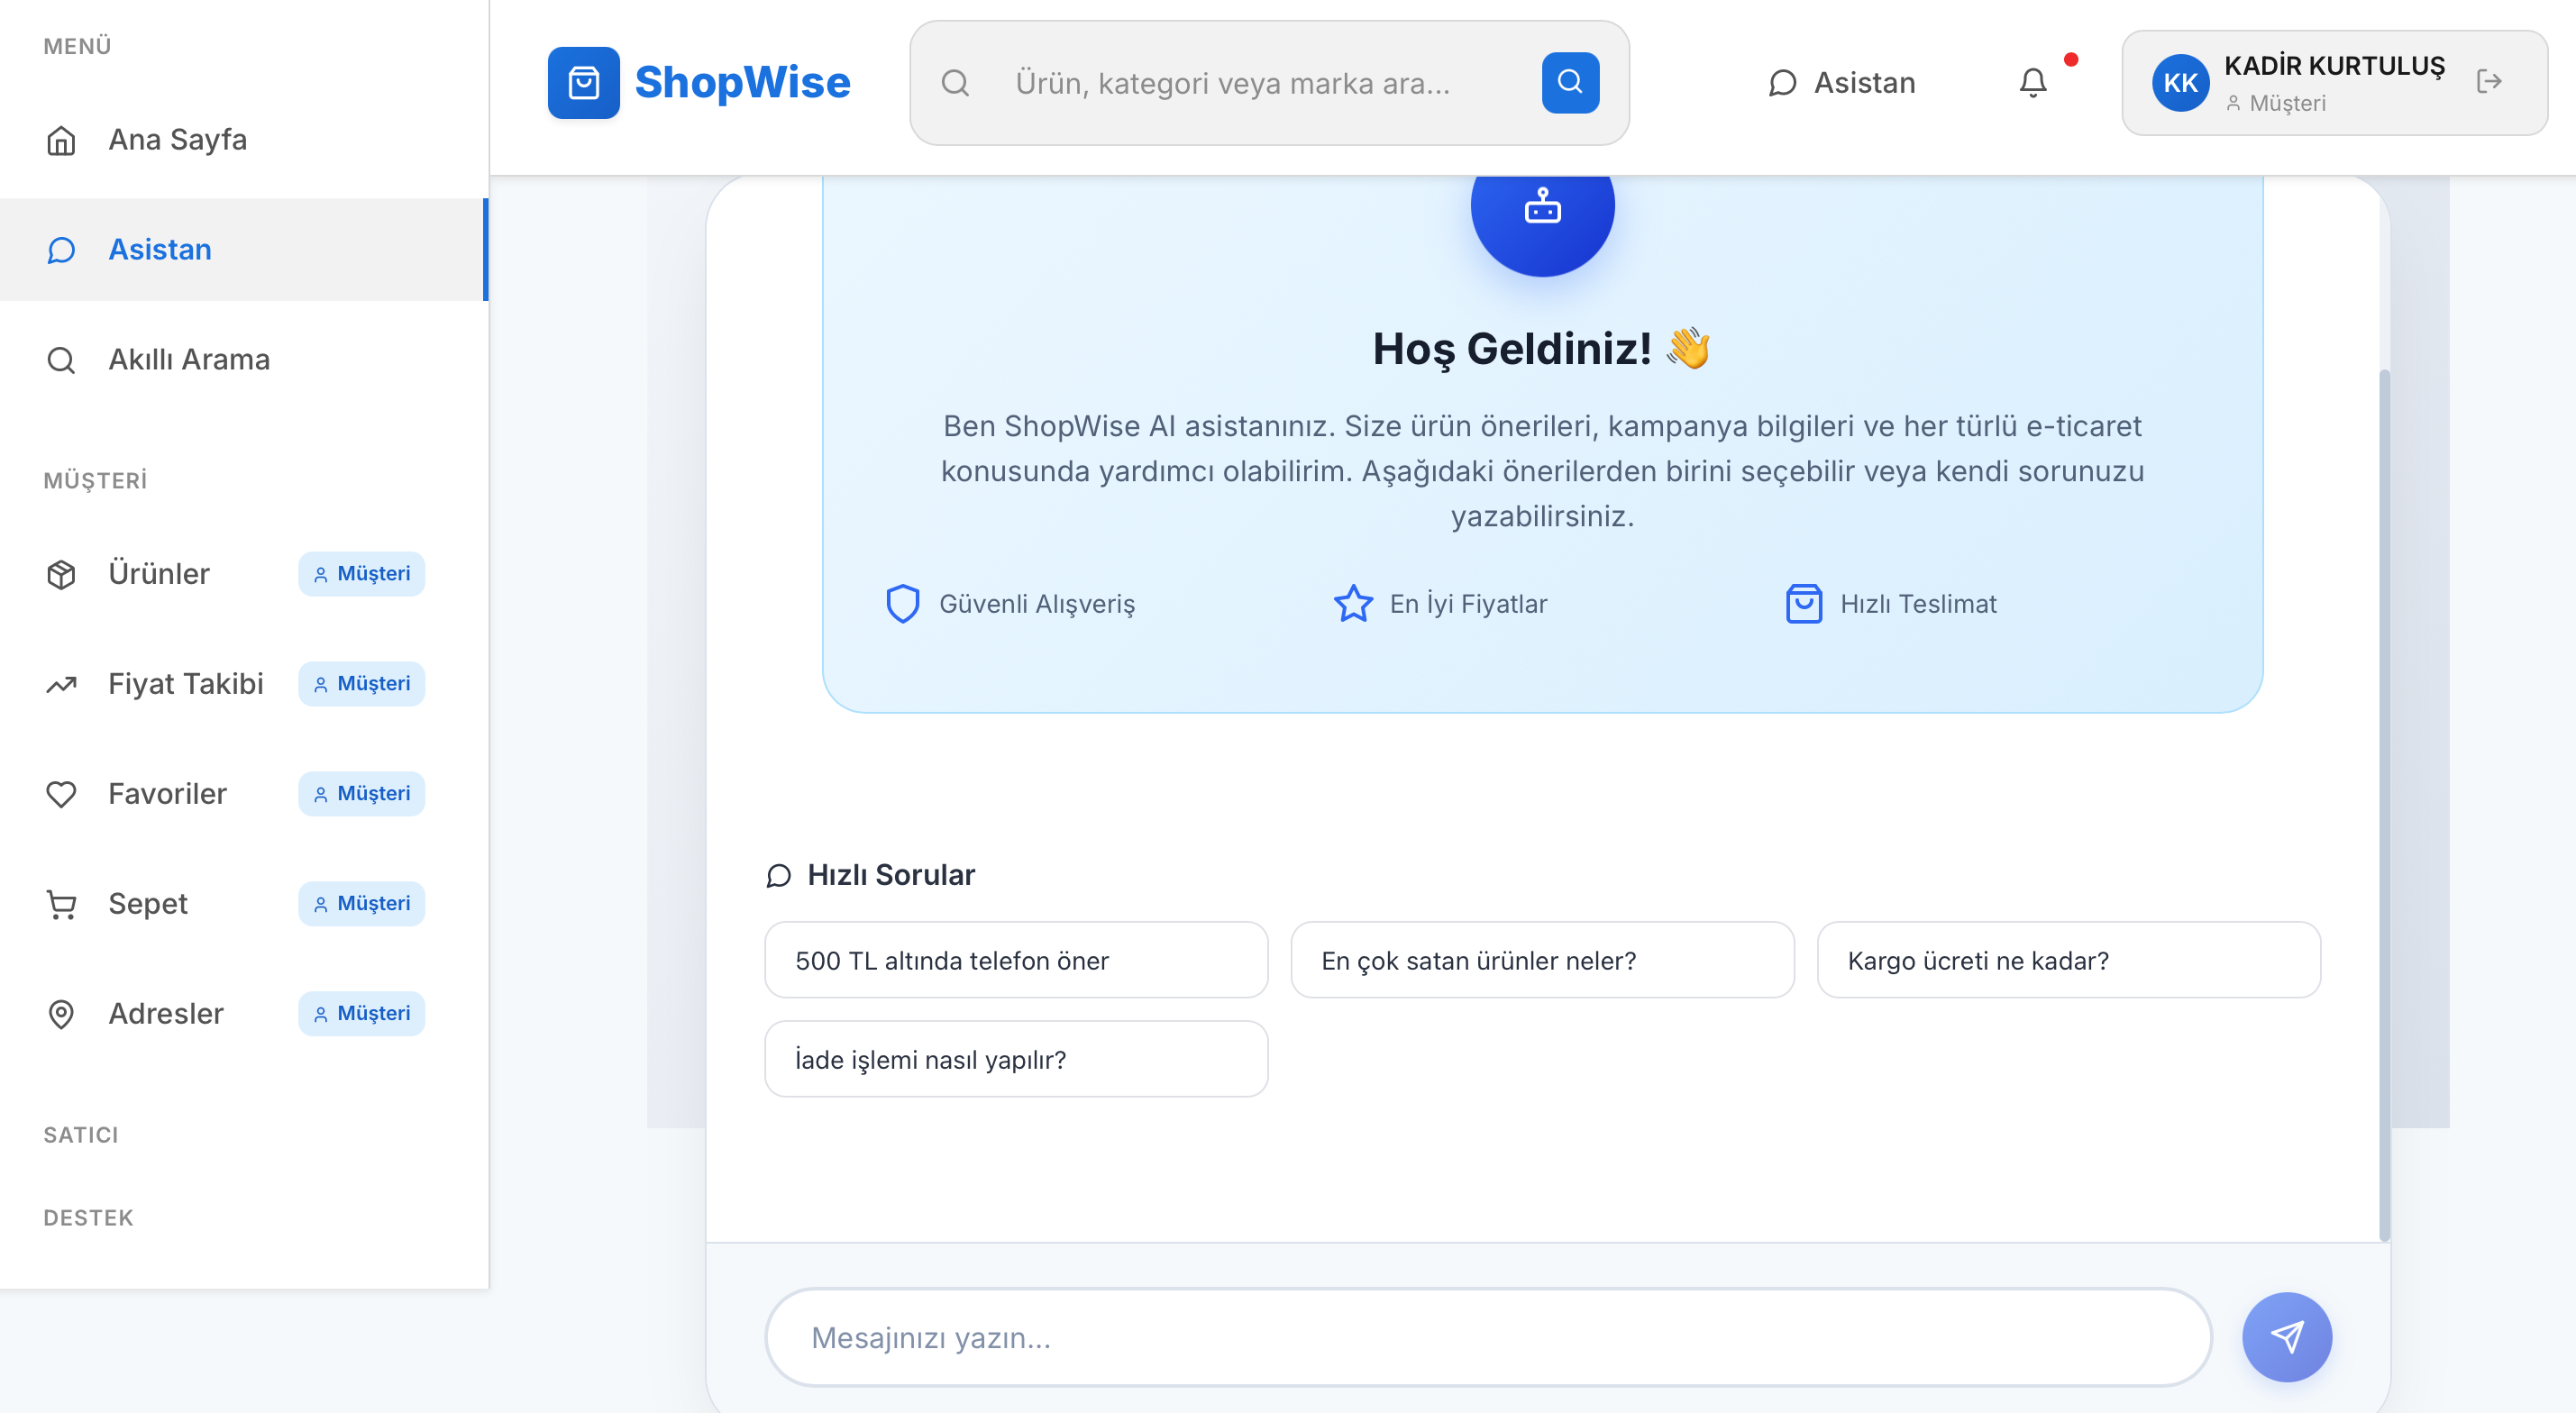 MENÜ
Ana Sayfa
Asistan
Akıllı Arama
MÜŞTERİ
Ürünler Müşteri
Fiyat Takibi Müşteri
Favoriler Müşteri
Sepet Müşteri
Adresler Müşteri
SATICI
DESTEK
ShopWise
Ürün, kategori veya marka ara...
Asistan
KK
KADİR KURTULUŞ
Müşteri
Hoş Geldiniz! 👋
Ben ShopWise AI asistanınız. Size ürün önerileri, kampanya bilgileri ve her türlü e-ticaret
konusunda yardımcı olabilirim. Aşağıdaki önerilerden birini seçebilir veya kendi sorunuzu
yazabilirsiniz.
Güvenli Alışveriş
En İyi Fiyatlar
Hızlı Teslimat
Hızlı Sorular
500 TL altında telefon öner
En çok satan ürünler neler?
Kargo ücreti ne kadar?
İade işlemi nasıl yapılır?
Mesajınızı yazın...